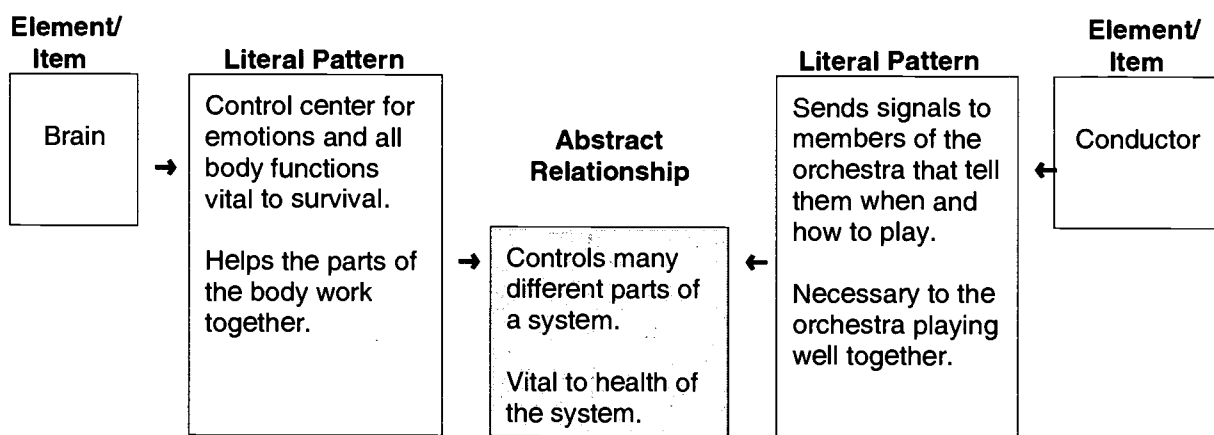 Element/
Item
Brain
Literal Pattern
Control center for
emotions and all
body functions
vital to survival.
Helps the parts of
the body work
together.
Abstract
Relationship
Controls many
different parts of
a system.
Vital to health of
the system.
Literal Pattern
Sends signals to
members of the
orchestra that tell
them when and
how to play.
Necessary to the
orchestra playing
well together.
Element/
Item
Conductor